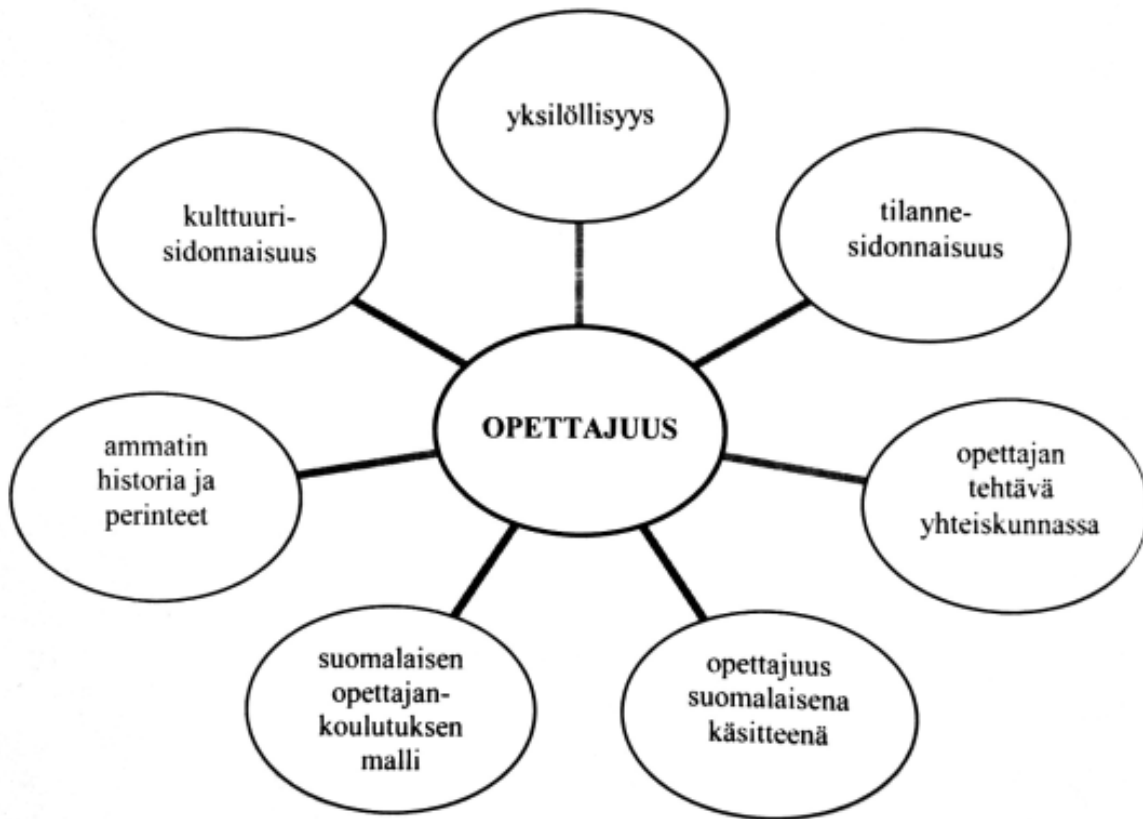 yksilöllisyys
kulttuuri-
sidonnaisuus
tilanne-
sidonnaisuus
OPETTAJUUS
ammatin
historia ja
perinteet
opettajan
tehtävä
yhteiskunnassa
suomalaisen
opettajan-
koulutuksen
malli
opettajuus
suomalaisena
käsitteenä